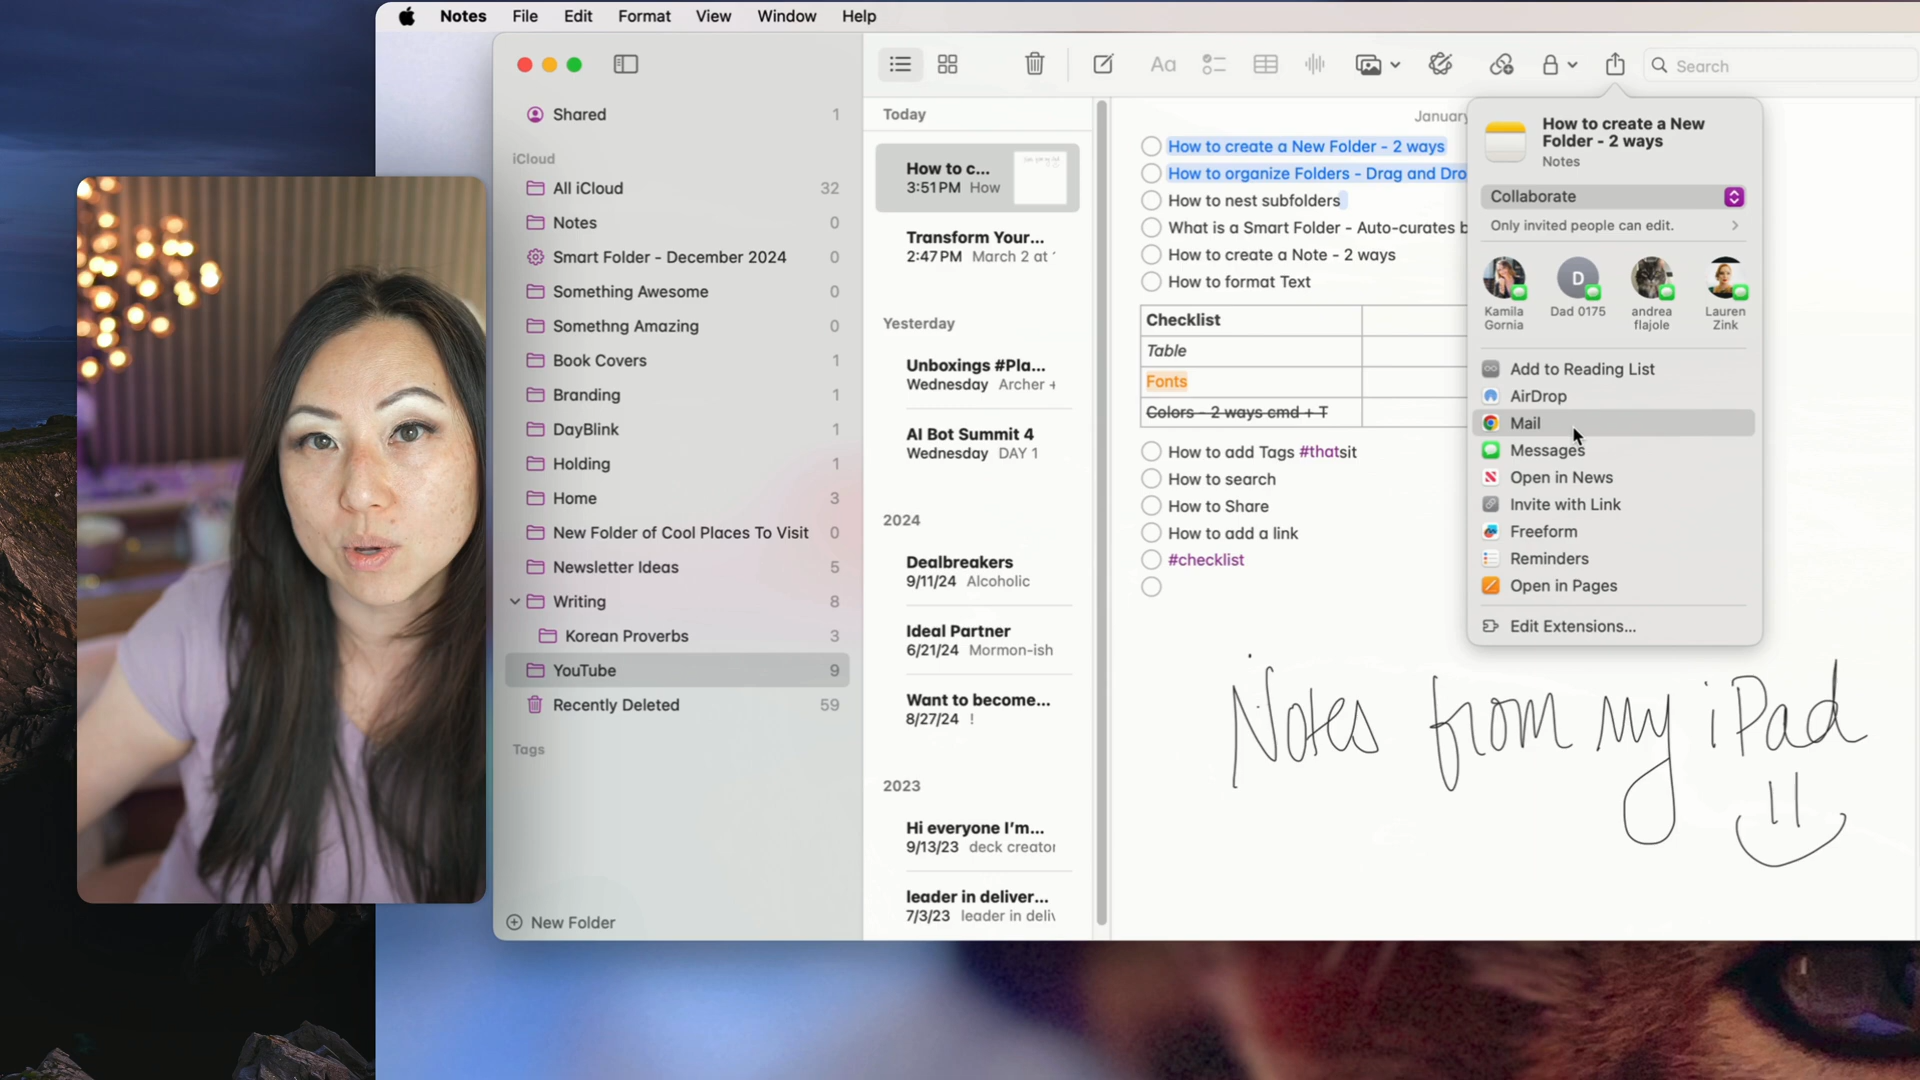 Notes File Edit Format View Window Help
Search
Shared 1
iCloud
All iCloud 32
Notes 0
Smart Folder - December 2024 0
Something Awesome 0
Somethng Amazing 0
Book Covers 1
Branding 1
DayBlink 1
Holding 1
Home 3
New Folder of Cool Places To Visit 0
Newsletter Ideas 5
Writing 8
Korean Proverbs 3
YouTube 9
Recently Deleted 59
Tags
New Folder
Today
How to c...
3:51 PM How
Transform Your...
2:47 PM March 2 at
Yesterday
Unboxings #Pla...
Wednesday Archer +
AI Bot Summit 4
Wednesday DAY 1
2024
Dealbreakers
9/11/24 Alcoholic
Ideal Partner
6/21/24 Mormon-ish
Want to become...
8/27/24 !
2023
Hi everyone I'm...
9/13/23 deck creator
leader in deliver...
7/3/23 leader in deliv
Aa
January
How to create a New Folder - 2 ways
How to organize Folders - Drag and Dro
How to nest subfolders
What is a Smart Folder - Auto-curates b
How to create a Note - 2 ways
How to format Text
Checklist
Table
Fonts
Colors - 2 ways cmd + T
How to add Tags #thatsit
How to search
How to Share
How to add a link
#checklist
Notes from my iPad
How to create a New
Folder - 2 ways
Notes
Collaborate
Only invited people can edit.
D
Kamila Gornia
Dad 0175
andrea flajole
Lauren Zink
Add to Reading List
AirDrop
Mail
Messages
Open in News
Invite with Link
Freeform
Reminders
Open in Pages
Edit Extensions...